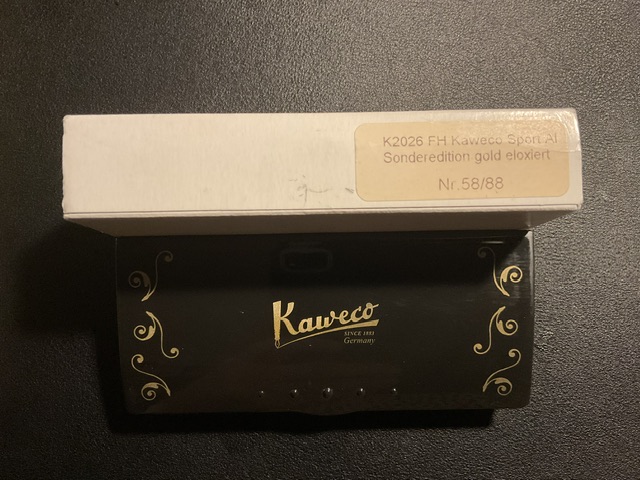 K2026 FH Kaweco Sport Al
Sonderedition gold eloxiert
Nr.58/88
Kaweco
SINCE 1883
Germany